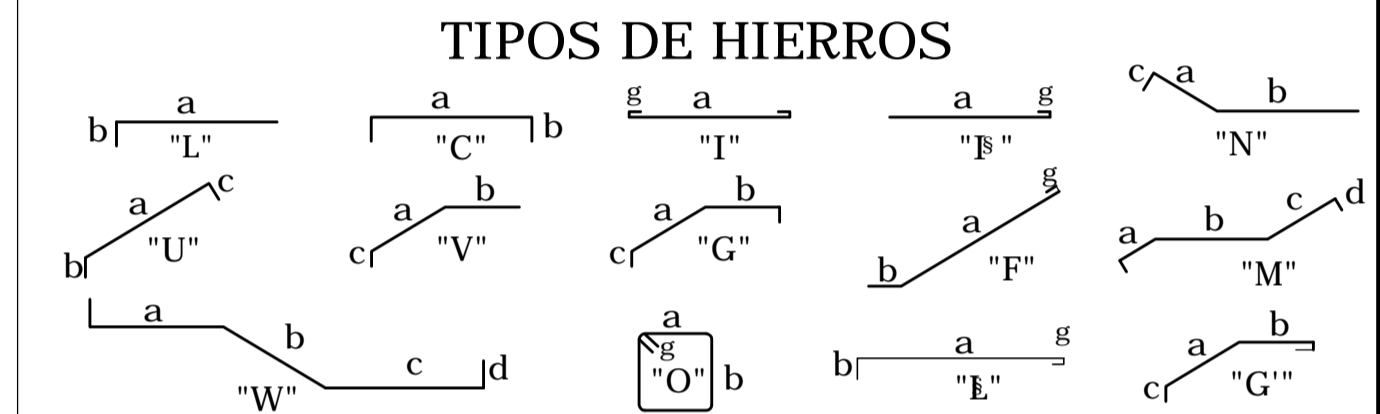 TIPOS DE HIERROS
b a "L"
a "C" b
g a "I"
a g
c a b "N"
b a c "U"
c a b "V"
c a b "G"
b a g "F"
a b c d "M"
a b c d "W"
a g "O" b
b a g
c a b "G'"